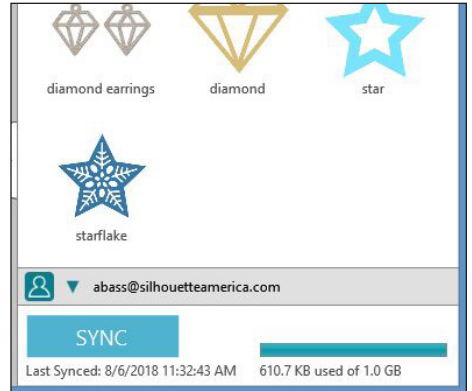 diamond earrings diamond star
starflake
abass@silhouetteamerica.com
SYNC
Last Synced: 8/6/2018 11:32:43 AM 610.7 KB used of 1.0 GB